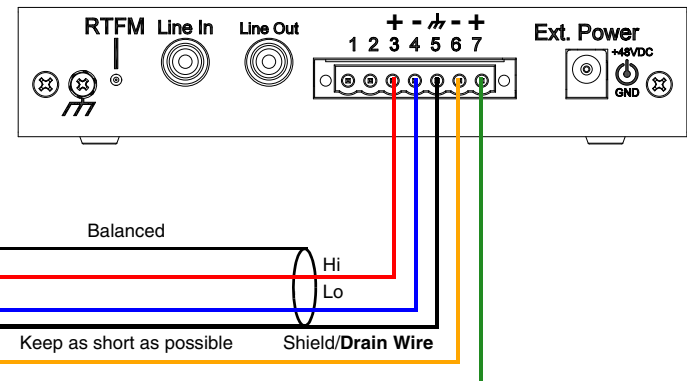 RTFM Line In Line Out + - - + Ext. Power
1 2 3 4 5 6 7
+48VDC
GND
Balanced
Hi
Lo
Keep as short as possible Shield/Drain Wire